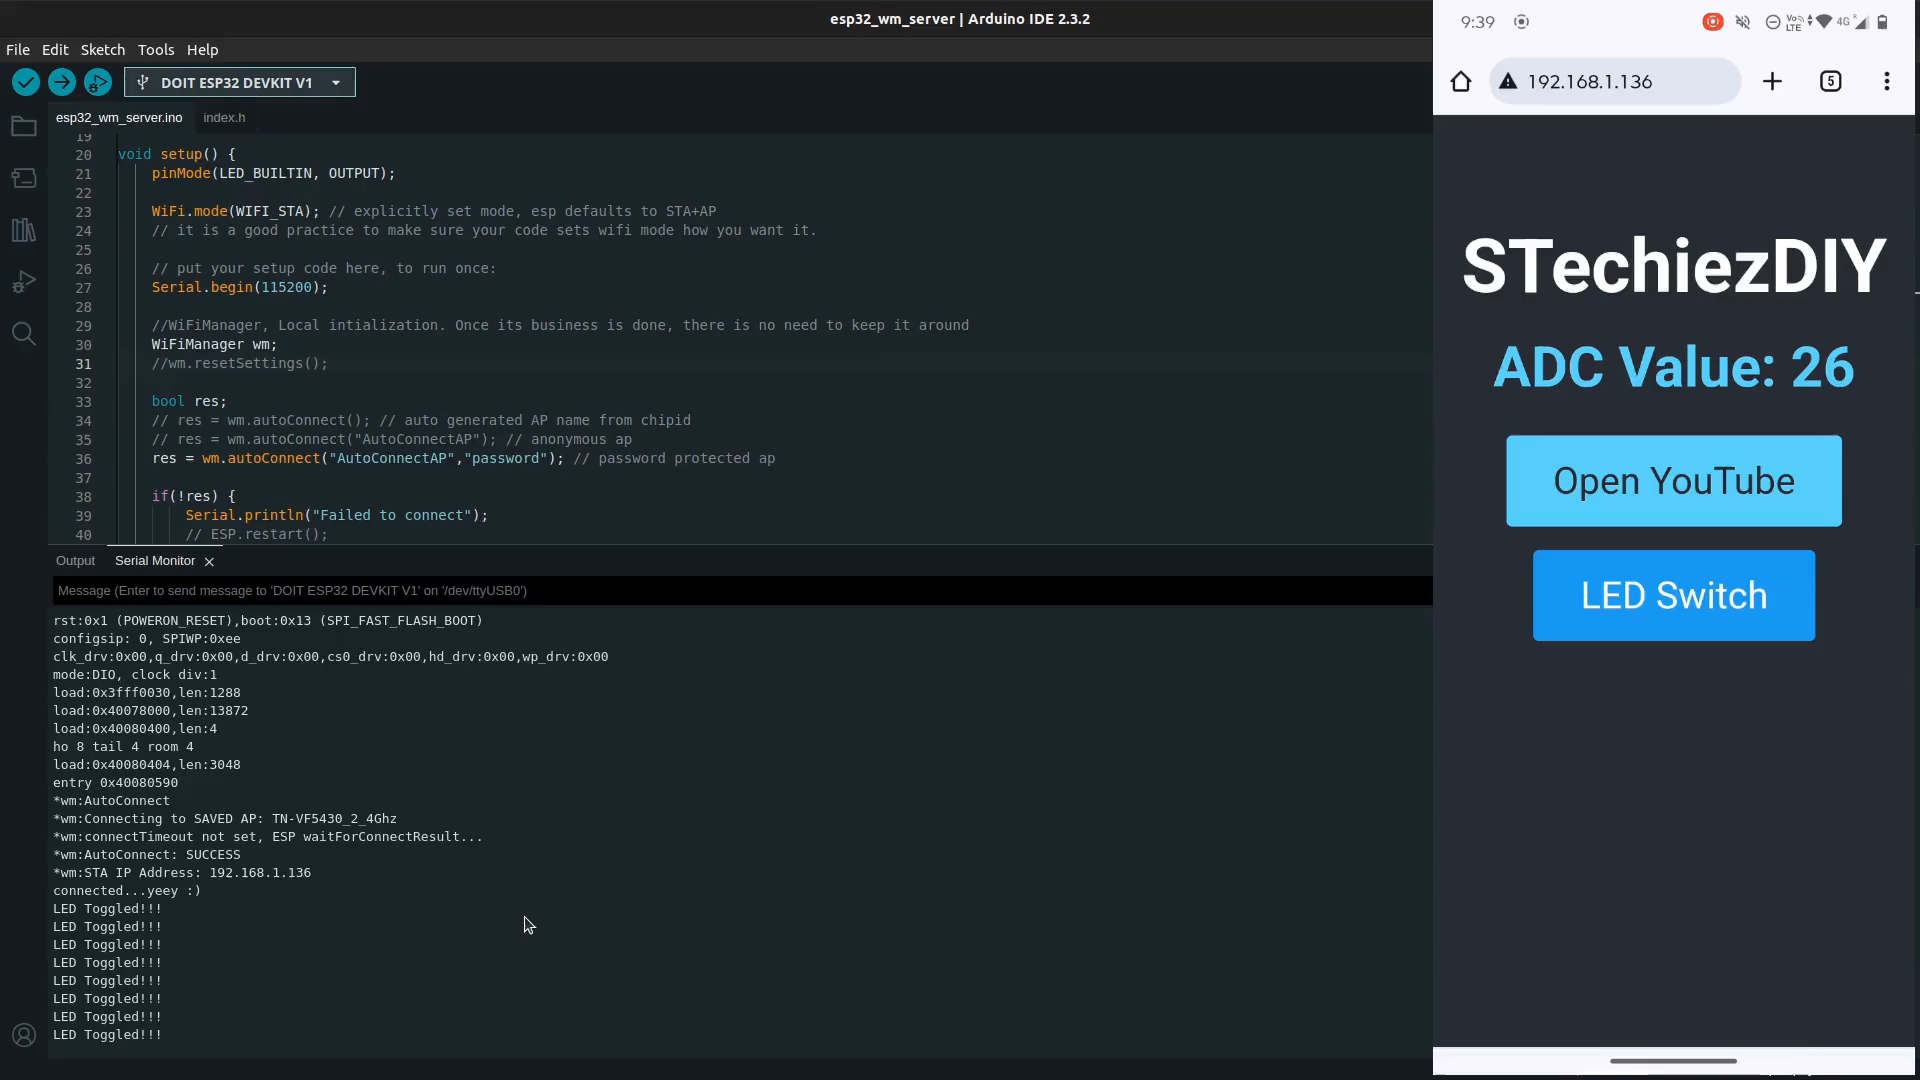 esp32_wm_server | Arduino IDE 2.3.2
File Edit Sketch Tools Help
DOIT ESP32 DEVKIT V1
esp32_wm_server.ino index.h
19
20 void setup() {
21 pinMode(LED_BUILTIN, OUTPUT);
22
23 WiFi.mode(WIFI_STA); // explicitly set mode, esp defaults to STA+AP
24 // it is a good practice to make sure your code sets wifi mode how you want it.
25
26 // put your setup code here, to run once:
27 Serial.begin(115200);
28
29 //WiFiManager, Local intialization. Once its business is done, there is no need to keep it around
30 WiFiManager wm;
31 //wm.resetSettings();
32
33 bool res;
34 // res = wm.autoConnect(); // auto generated AP name from chipid
35 // res = wm.autoConnect("AutoConnectAP"); // anonymous ap
36 res = wm.autoConnect("AutoConnectAP","password"); // password protected ap
37
38 if(!res) {
39 Serial.println("Failed to connect");
40 // ESP.restart();
Output Serial Monitor
Message (Enter to send message to 'DOIT ESP32 DEVKIT V1' on '/dev/ttyUSB0')
rst:0x1 (POWERON_RESET),boot:0x13 (SPI_FAST_FLASH_BOOT)
configsip: 0, SPIWP:0xee
clk_drv:0x00,q_drv:0x00,d_drv:0x00,cs0_drv:0x00,hd_drv:0x00,wp_drv:0x00
mode:DIO, clock div:1
load:0x3fff0030,len:1288
load:0x40078000,len:13872
load:0x40080400,len:4
ho 8 tail 4 room 4
load:0x40080404,len:3048
entry 0x40080590
*wm:AutoConnect
*wm:Connecting to SAVED AP: TN-VF5430_2_4Ghz
*wm:connectTimeout not set, ESP waitForConnectResult...
*wm:AutoConnect: SUCCESS
*wm:STA IP Address: 192.168.1.136
connected...yeey :)
LED Toggled!!!
LED Toggled!!!
LED Toggled!!!
LED Toggled!!!
LED Toggled!!!
LED Toggled!!!
LED Toggled!!!
LED Toggled!!!
9:39 Vo LTE 4G R
192.168.1.136 5
STechiezDIY
ADC Value: 26
Open YouTube
LED Switch